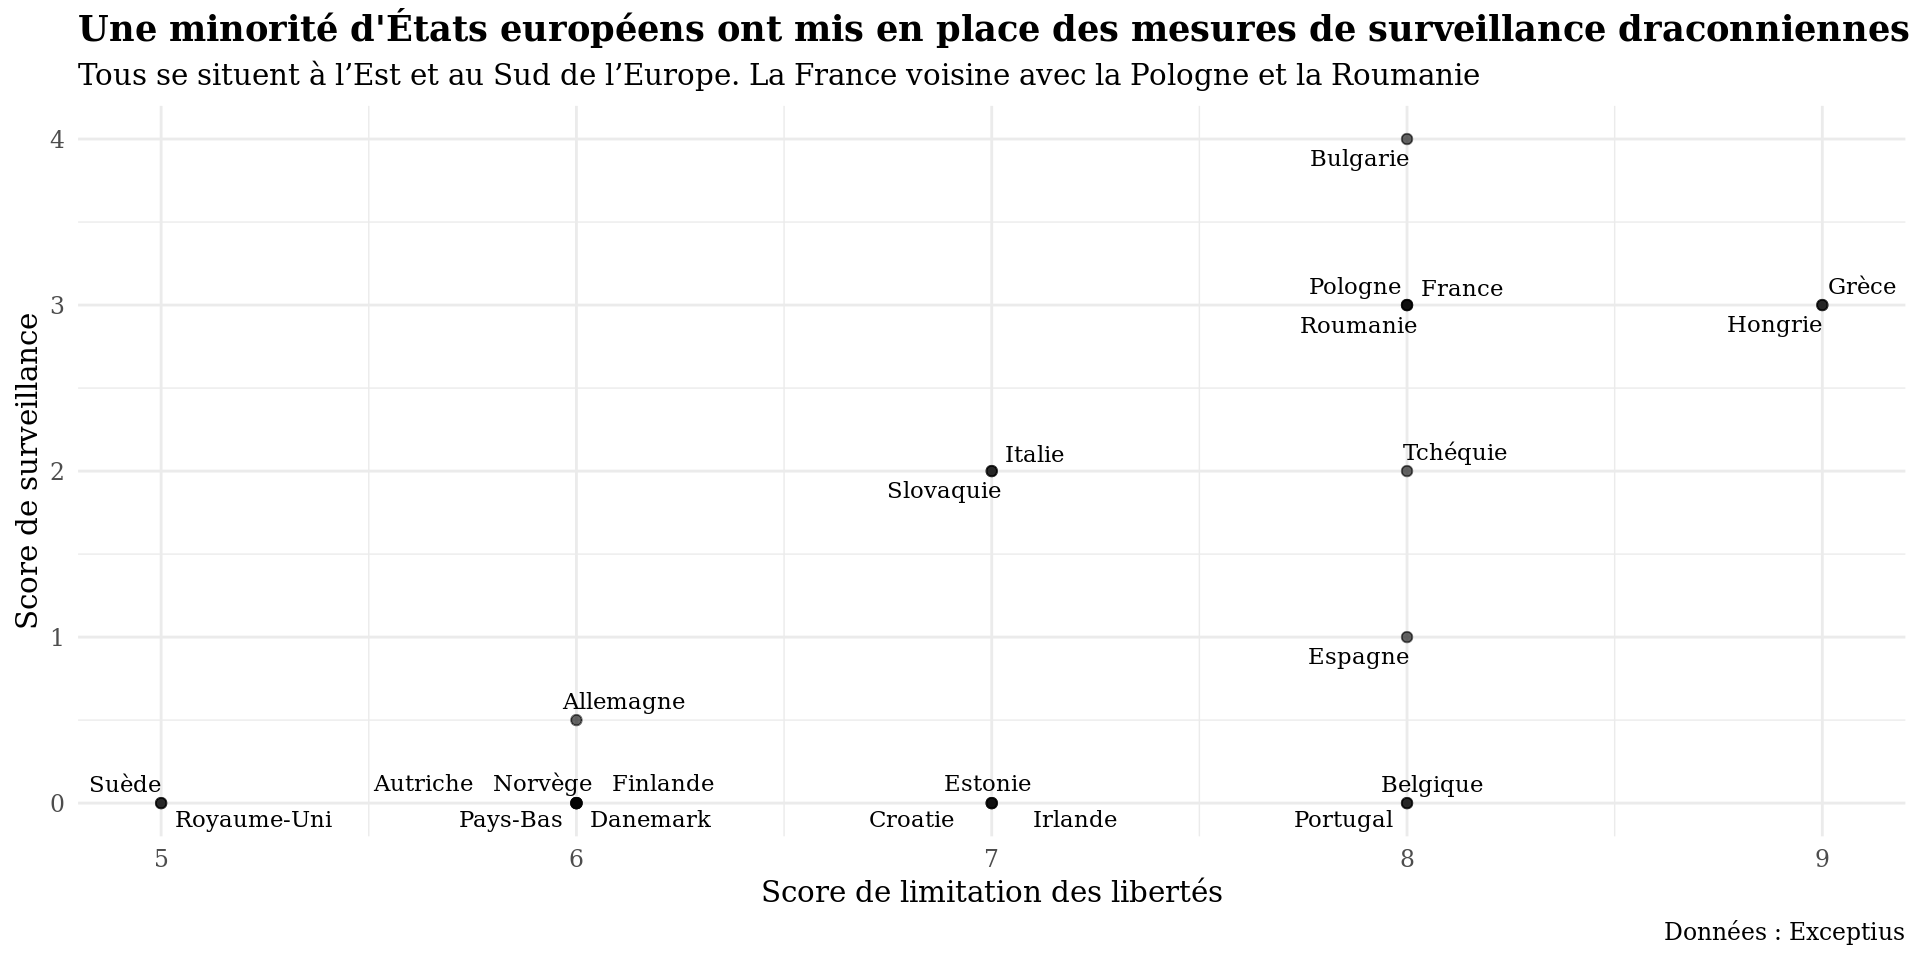 Une minorité d'États européens ont mis en place des mesures de surveillance draconniennes
Tous se situent à l’Est et au Sud de l’Europe. La France voisine avec la Pologne et la Roumanie
Score de surveillance
4
3
2
1
0
Bulgarie
Pologne
France
Grèce
Roumanie
Hongrie
Italie
Tchéquie
Slovaquie
Espagne
Allemagne
Suède
Autriche
Norvège
Finlande
Estonie
Belgique
Royaume-Uni
Pays-Bas
Danemark
Croatie
Irlande
Portugal
5
6
7
8
9
Score de limitation des libertés
Données : Exceptius